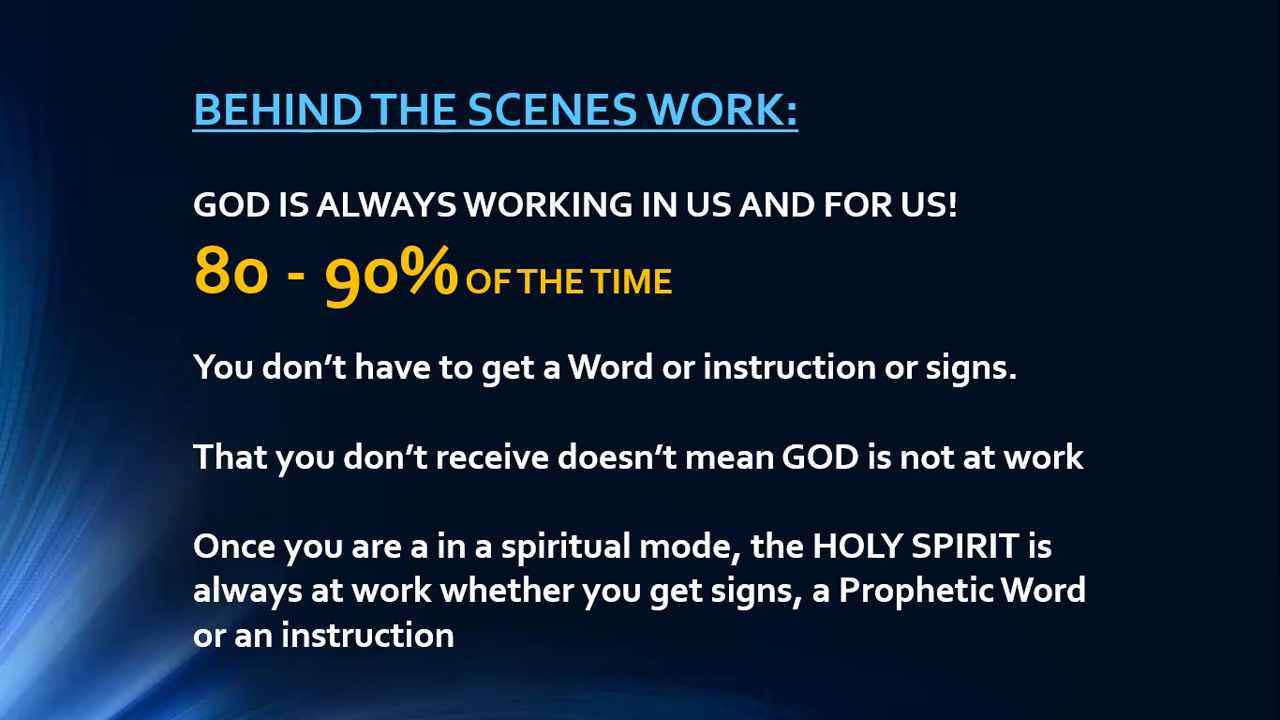 BEHIND THE SCENES WORK:
GOD IS ALWAYS WORKING IN US AND FOR US!
80 - 90% OF THE TIME
You don’t have to get a Word or instruction or signs.
That you don’t receive doesn’t mean GOD is not at work
Once you are a in a spiritual mode, the HOLY SPIRIT is
always at work whether you get signs, a Prophetic Word
or an instruction